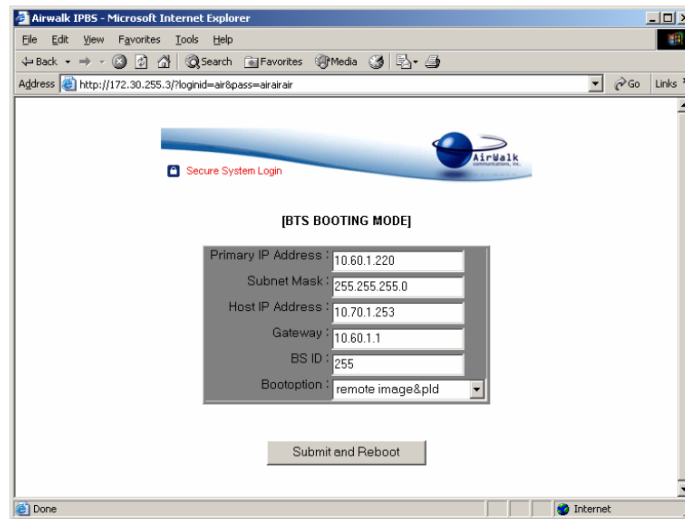 Airwalk IPBS - Microsoft Internet Explorer
File Edit View Favorites Tools Help
Back Search Favorites Media
Address http://172.30.255.3/?loginid=air&pass=airairair Go Links
AirWalk
communications, inc.
Secure System Login
[BTS BOOTING MODE]
Primary IP Address : 10.60.1.220
Subnet Mask : 255.255.255.0
Host IP Address : 10.70.1.253
Gateway : 10.60.1.1
BS ID : 255
Bootoption : remote image&pld
Submit and Reboot
Done Internet